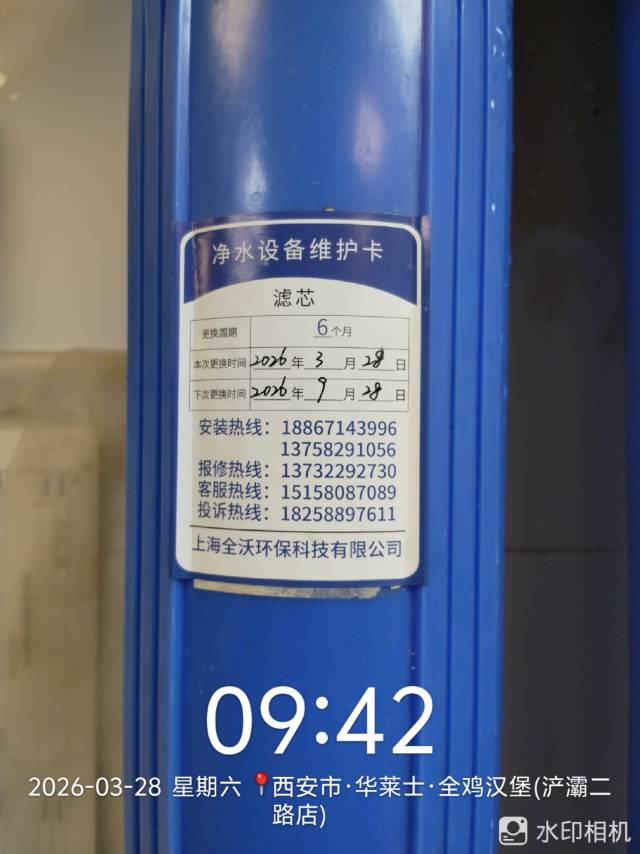 净水设备维护卡
滤芯
更换周期 6个月
本次更换时间 2026年 3 月 28 日
下次更换时间 2026年 9 月 28 日
安装热线：18867143996
13758291056
报修热线：13732292730
客服热线：15158087089
投诉热线：18258897611
上海全沃环保科技有限公司
09:42
2026-03-28 星期六 西安市·华莱士·全鸡汉堡(浐灞二
路店)
水印相机